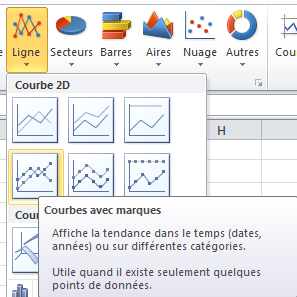 Ligne Secteurs Barres Aires Nuage Autres Cou
Courbe 2D
H
Cou
Courbes avec marques
Affiche la tendance dans le temps (dates,
années) ou sur différentes catégories.
Utile quand il existe seulement quelques
points de données.